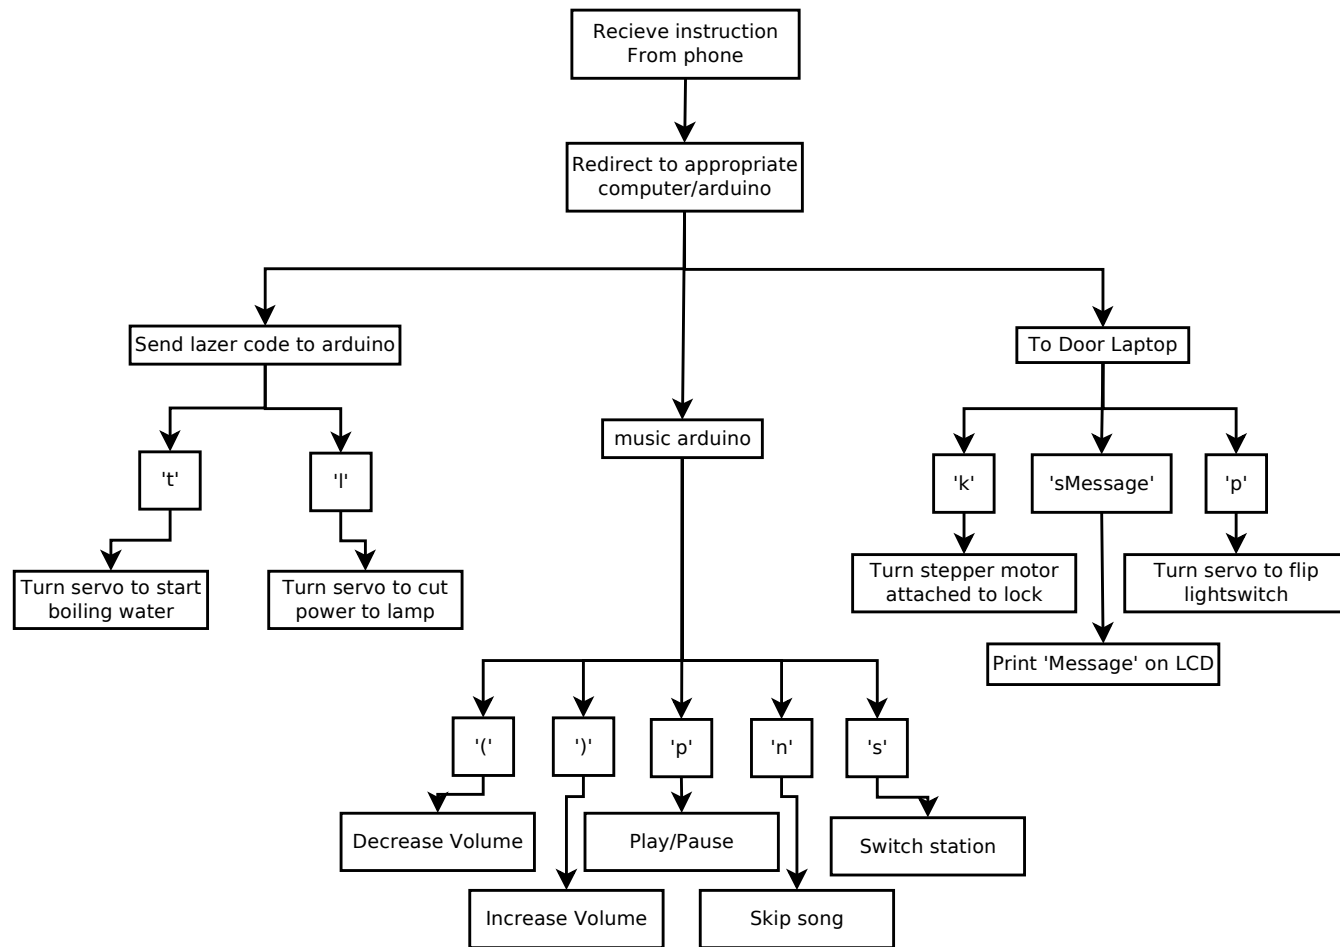 Recieve instruction
From phone
Redirect to appropriate
computer/arduino
Send lazer code to arduino
To Door Laptop
music arduino
't'
'l'
'k'
'sMessage'
'p'
Turn servo to start
boiling water
Turn servo to cut
power to lamp
Turn stepper motor
attached to lock
Turn servo to flip
lightswitch
Print 'Message' on LCD
'('
')'
'p'
'n'
's'
Decrease Volume
Play/Pause
Switch station
Increase Volume
Skip song